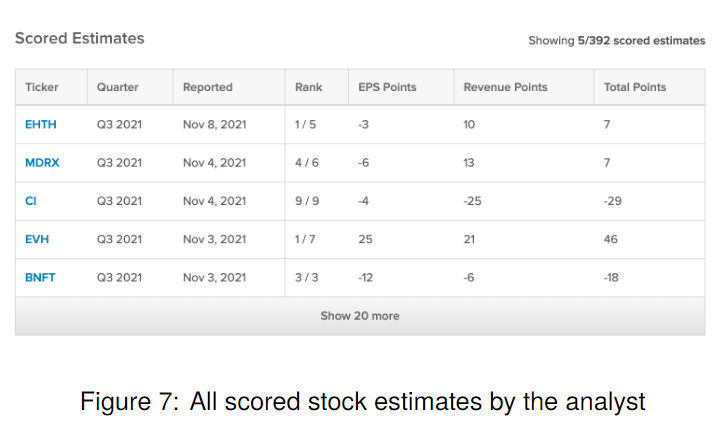 Scored Estimates
Showing 5/392 scored estimates
Ticker Quarter Reported Rank EPS Points Revenue Points Total Points
EHTH Q3 2021 Nov 8, 2021 1 / 5 -3 10 7
MDRX Q3 2021 Nov 4, 2021 4 / 6 -6 13 7
CI Q3 2021 Nov 4, 2021 9 / 9 -4 -25 -29
EVH Q3 2021 Nov 3, 2021 1 / 7 25 21 46
BNFT Q3 2021 Nov 3, 2021 3 / 3 -12 -6 -18
Show 20 more
Figure 7: All scored stock estimates by the analyst